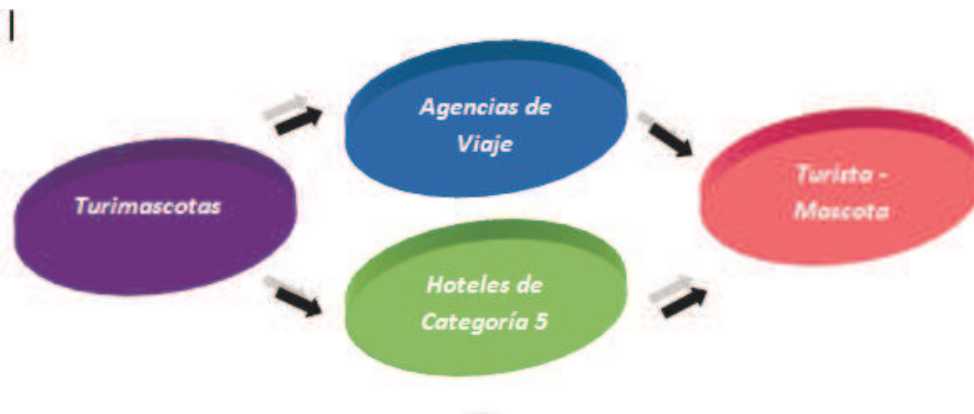 Agencias de
Viaje
Turimascotas
Turista -
Mascota
Hoteles de
Categoría 5